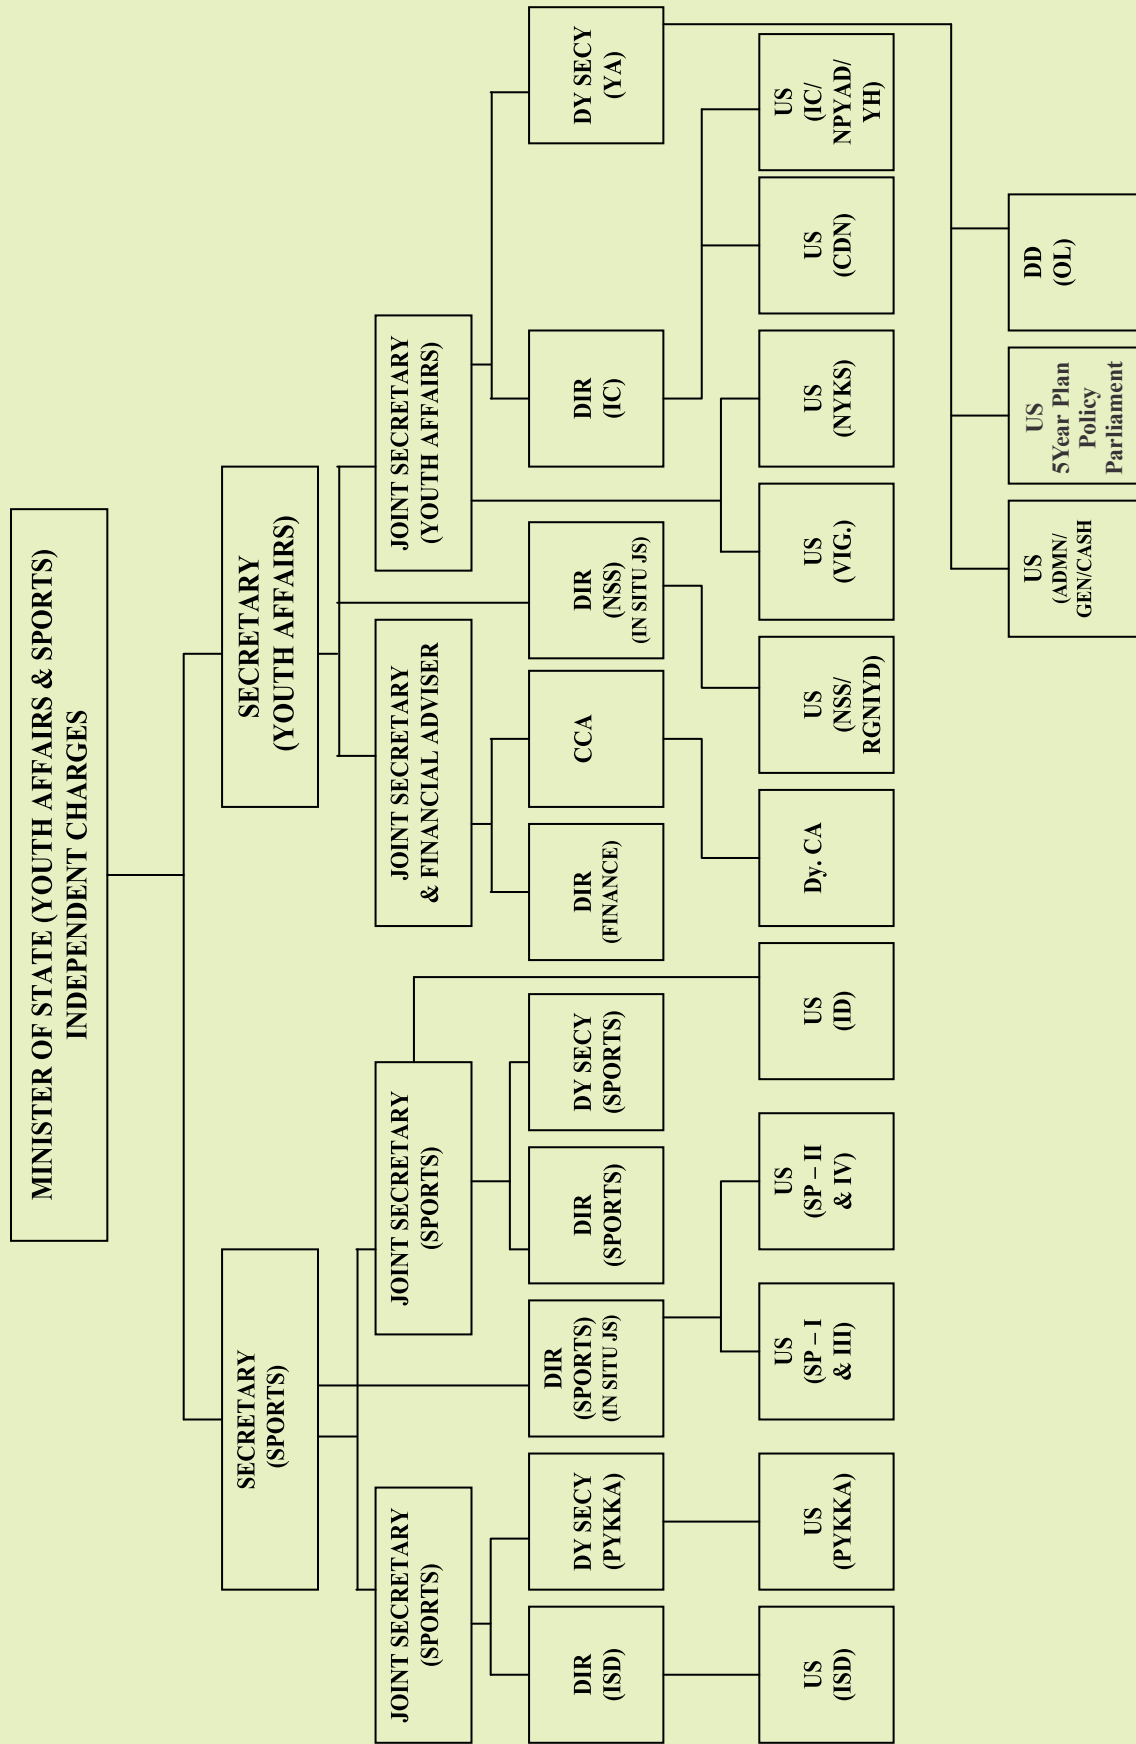 MINISTER OF STATE (YOUTH AFFAIRS & SPORTS)
INDEPENDENT CHARGES
SECRETARY
(SPORTS)
SECRETARY
(YOUTH AFFAIRS)
JOINT SECRETARY
(SPORTS)
JOINT SECRETARY
(SPORTS)
JOINT SECRETARY
& FINANCIAL ADVISER
JOINT SECRETARY
(YOUTH AFFAIRS)
DIR
(ISD)
DY SECY
(PYKKA)
DIR
(SPORTS)
(IN SITU JS)
DIR
(SPORTS)
DY SECY
(SPORTS)
DIR
(FINANCE)
CCA
DIR
(NSS)
(IN SITU JS)
DIR
(IC)
DY SECY
(YA)
US
(ISD)
US
(PYKKA)
US
(SP – I
& III)
US
(SP – II
& IV)
US
(ID)
Dy. CA
US
(NSS/
RGNIYD)
US
(VIG.)
US
(NYKS)
US
(CDN)
US
(IC/
NPYAD/
YH)
US
(ADMN/
GEN/CASH
US
5Year Plan
Policy
Parliament
DD
(OL)